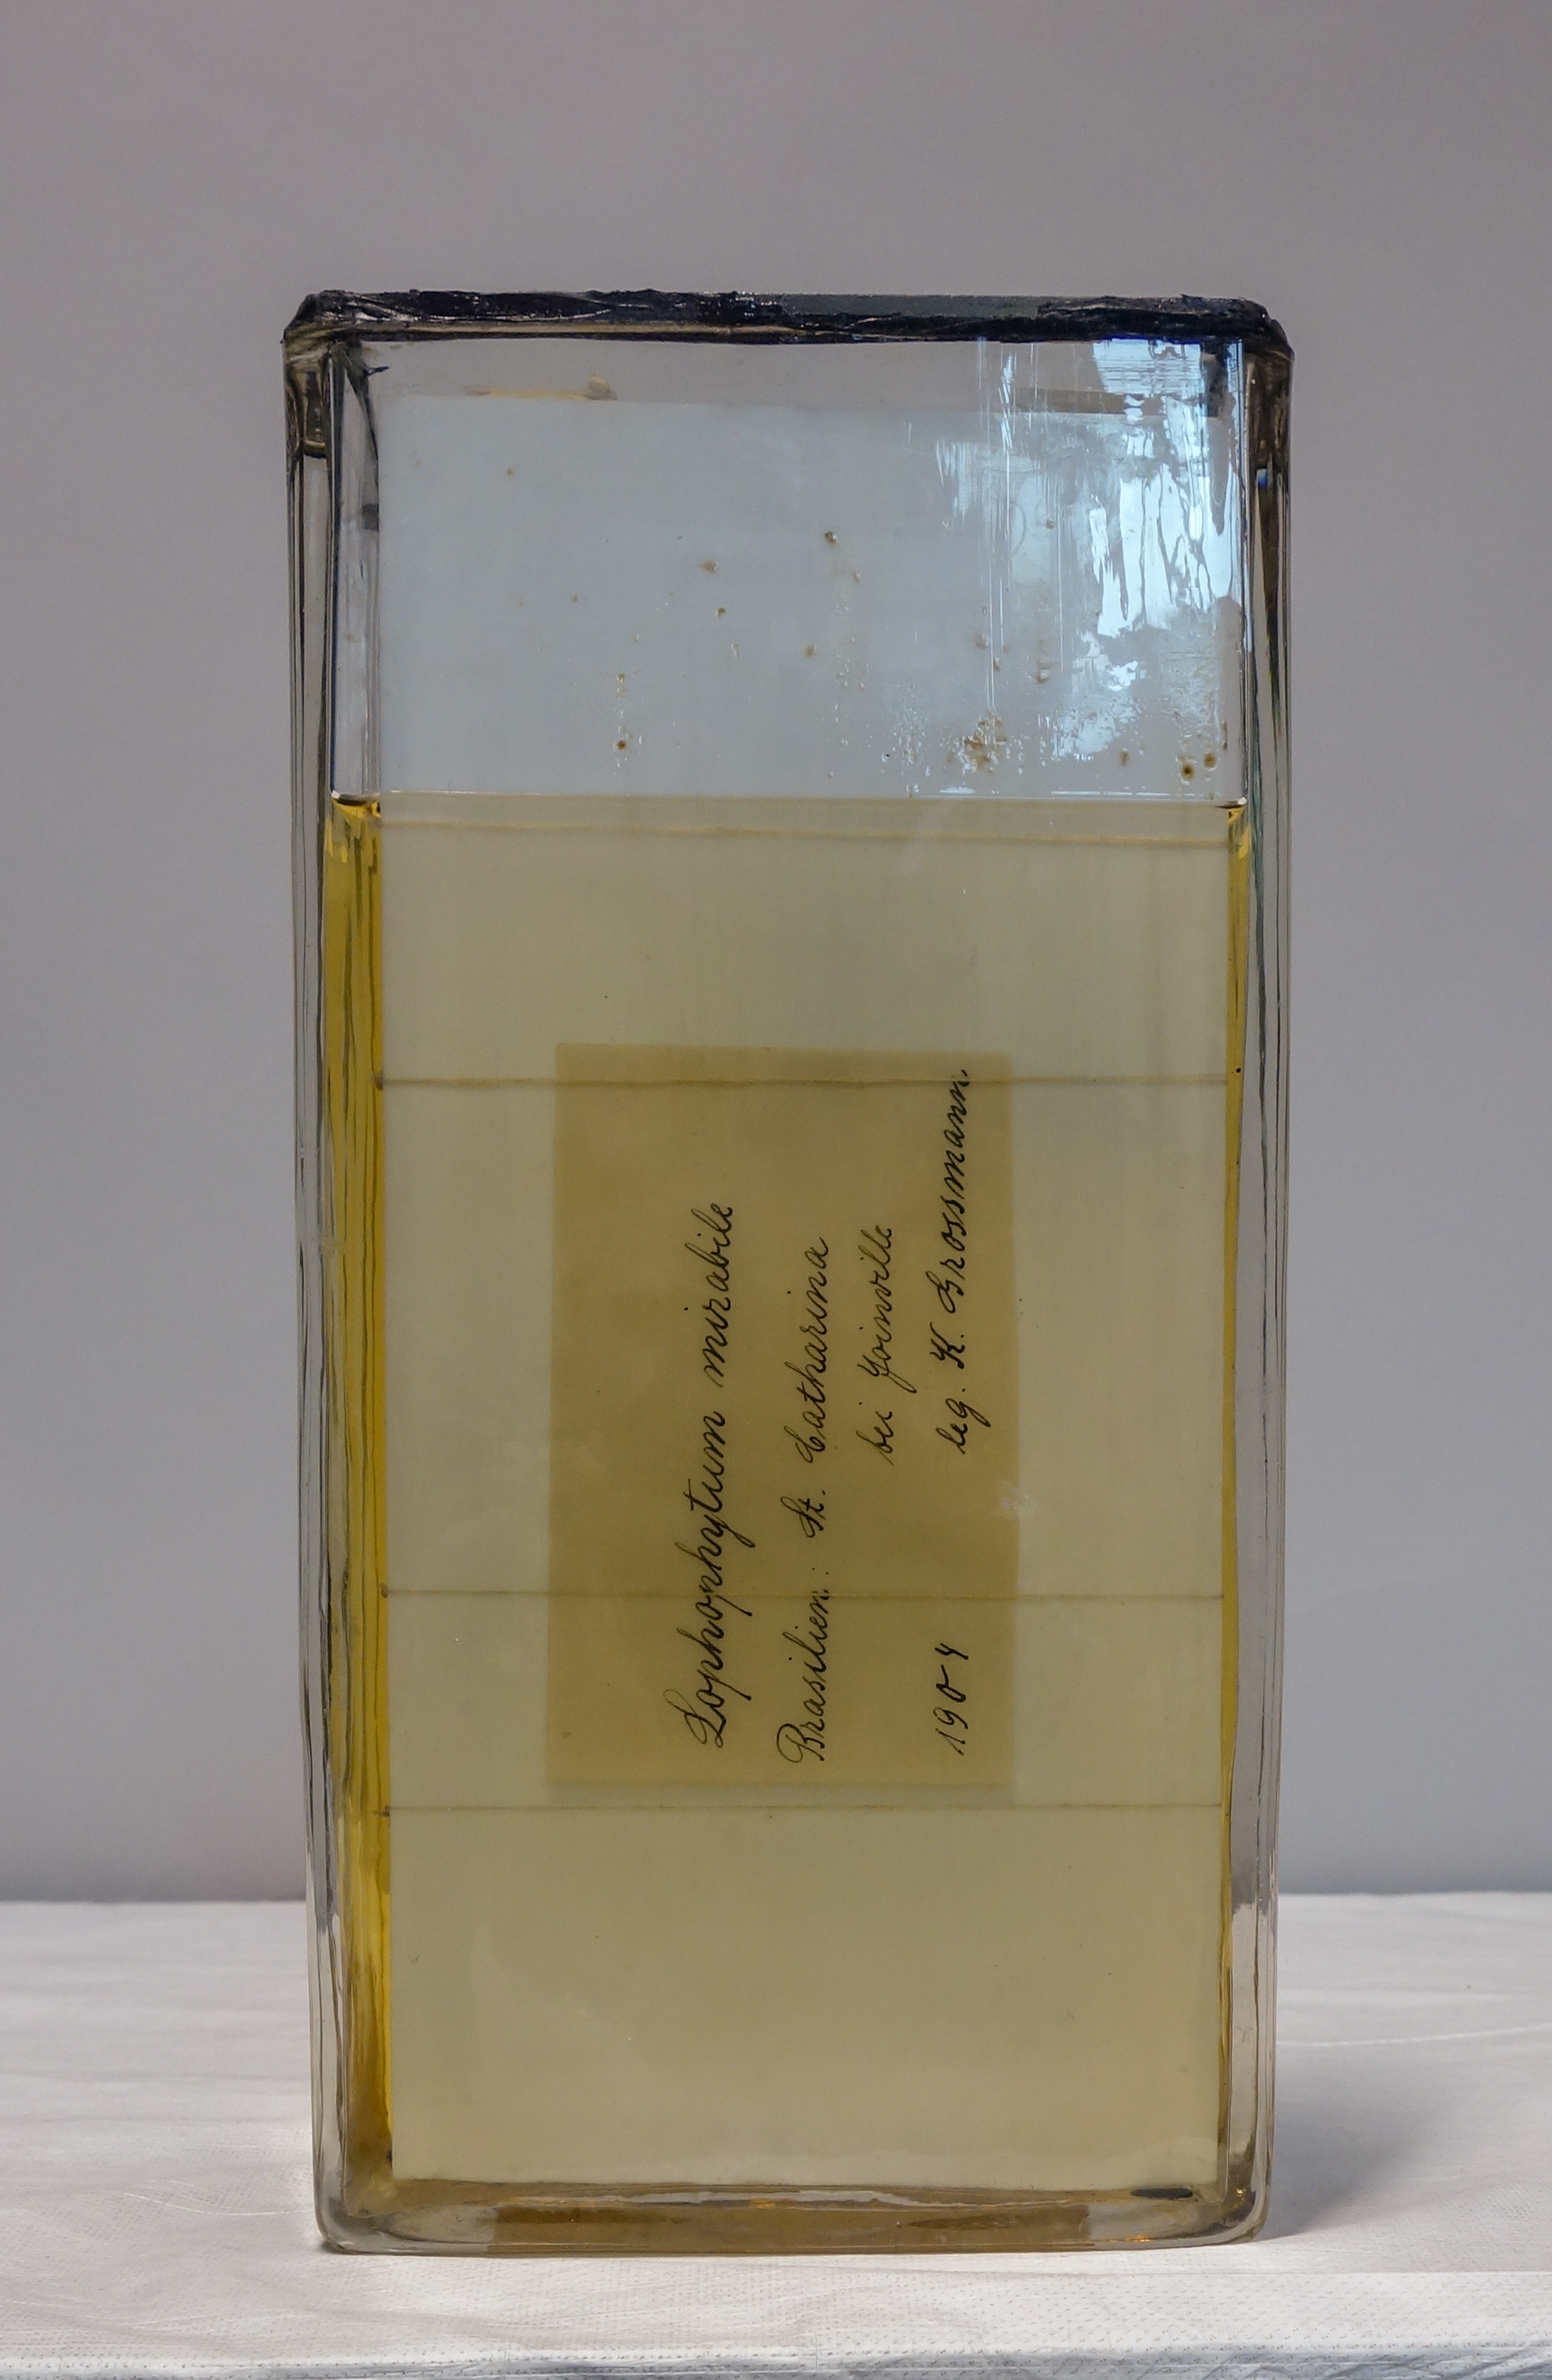 Lophophytum mirabile
Brasilien: St. Catharina
bei Joinville
1904 leg. K. Grossmann.